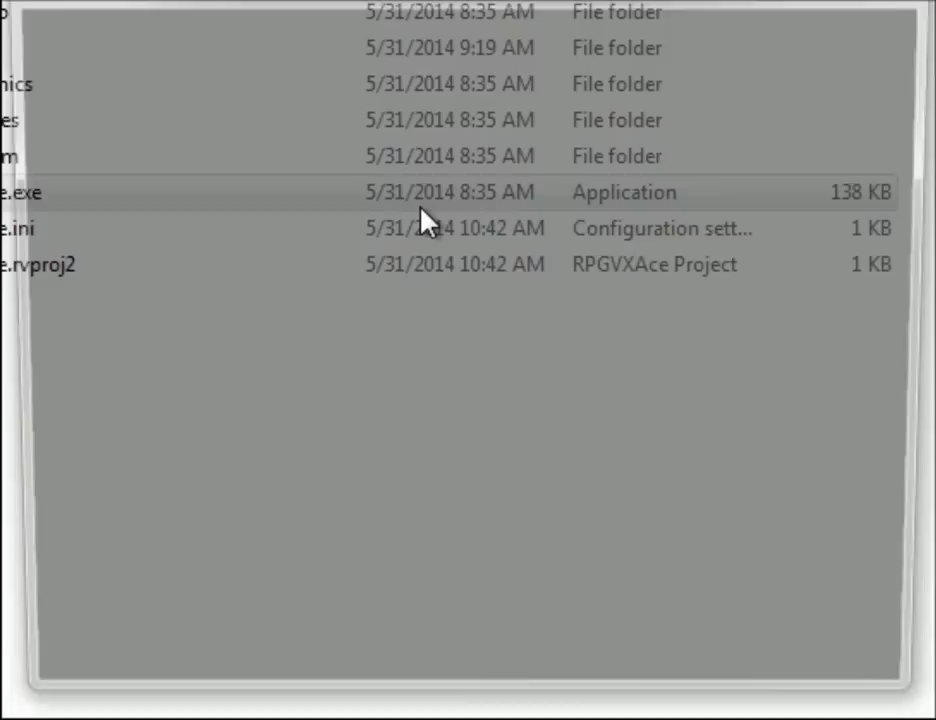 5/31/2014 8:35 AM File folder
5/31/2014 9:19 AM File folder
nics 5/31/2014 8:35 AM File folder
es 5/31/2014 8:35 AM File folder
m 5/31/2014 8:35 AM File folder
e.exe 5/31/2014 8:35 AM Application 138 KB
e.ini 5/31/2014 10:42 AM Configuration sett... 1 KB
e.rvproj2 5/31/2014 10:42 AM RPGVXAce Project 1 KB